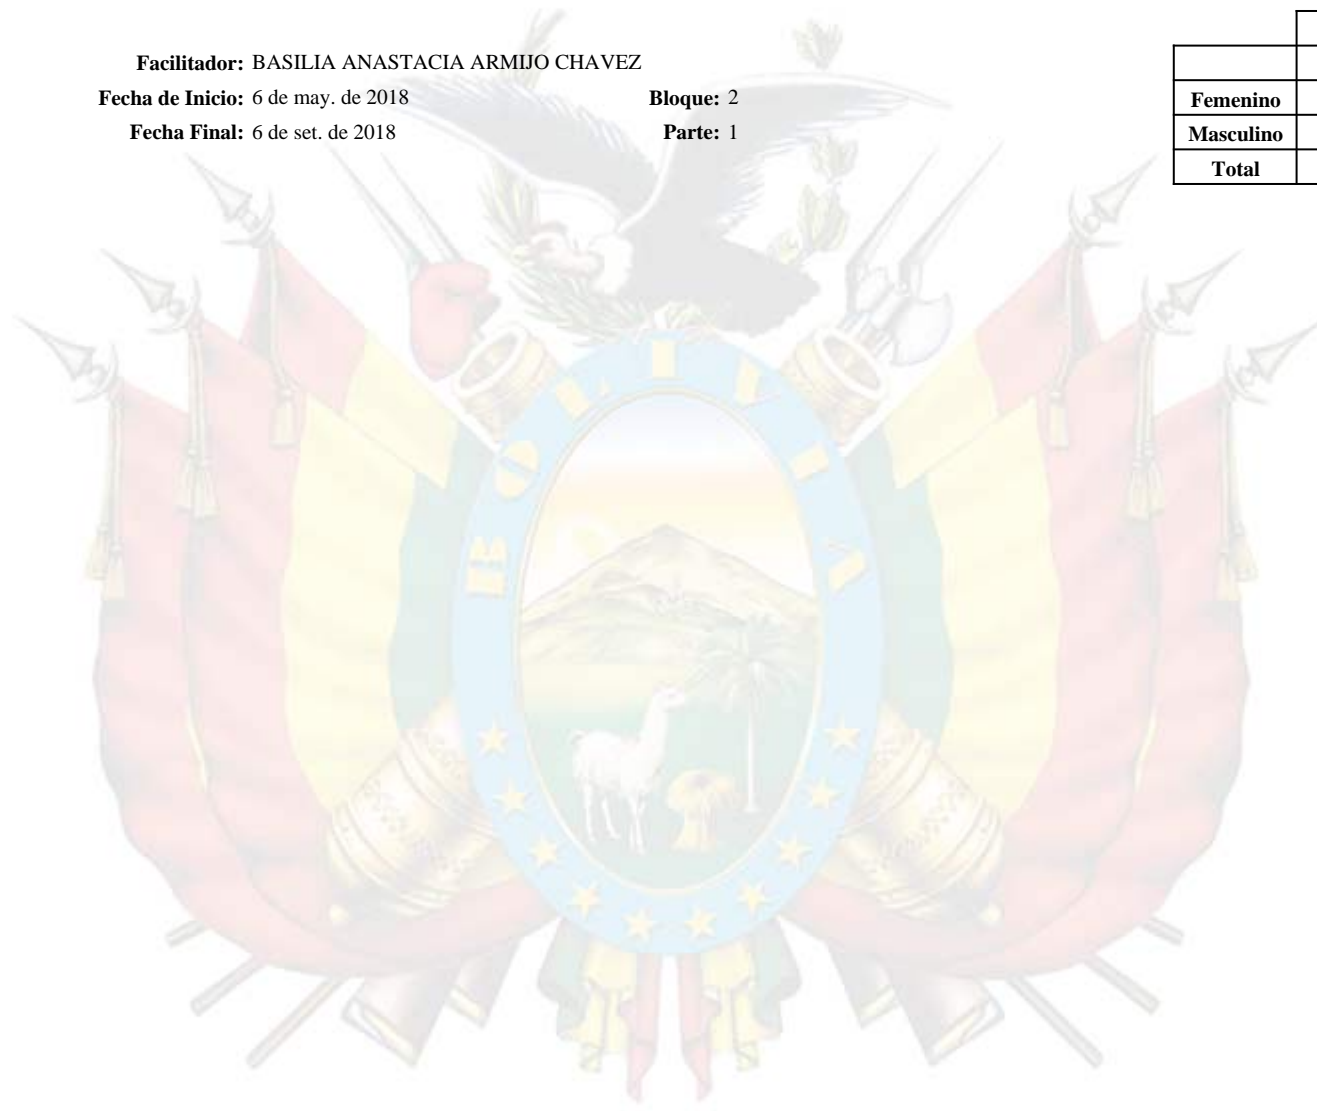 Facilitador: BASILIA ANASTACIA ARMIJO CHAVEZ
Fecha de Inicio: 6 de may. de 2018 Bloque: 2
Fecha Final: 6 de set. de 2018 Parte: 1
Femenino
Masculino
Total
BOLIVIA